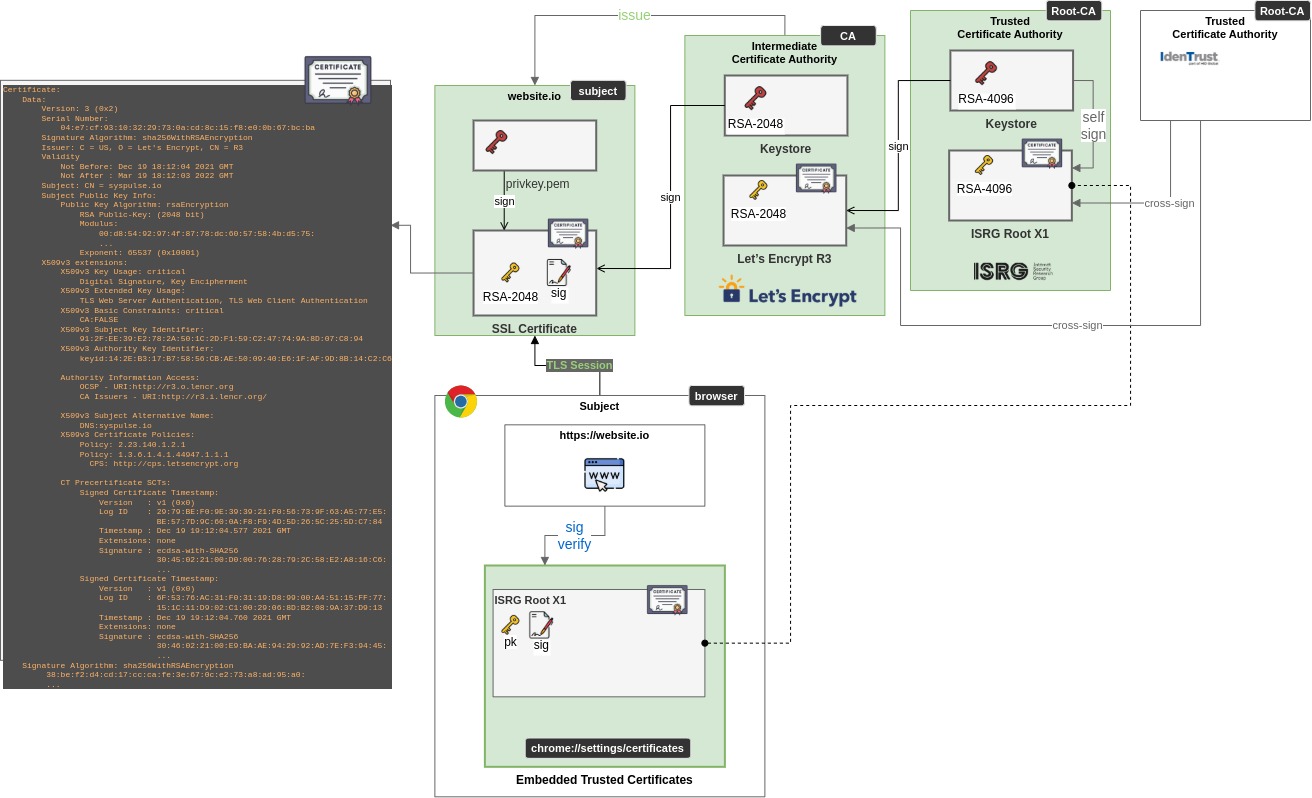 Certificate:
Data:
Version: 3 (0x2)
Serial Number:
04:e7:cf:93:10:32:29:73:0a:cd:8c:15:f8:e0:0b:67:bc:ba
Signature Algorithm: sha256WithRSAEncryption
Issuer: C = US, O = Let's Encrypt, CN = R3
Validity
Not Before: Dec 19 18:12:04 2021 GMT
Not After : Mar 19 18:12:03 2022 GMT
Subject: CN = syspulse.io
Subject Public Key Info:
Public Key Algorithm: rsaEncryption
RSA Public-Key: (2048 bit)
Modulus:
00:d8:54:92:97:4f:87:78:dc:60:57:58:4b:d5:75:
...
Exponent: 65537 (0x10001)
X509v3 extensions:
X509v3 Key Usage: critical
Digital Signature, Key Encipherment
X509v3 Extended Key Usage:
TLS Web Server Authentication, TLS Web Client Authentication
X509v3 Basic Constraints: critical
CA:FALSE
X509v3 Subject Key Identifier:
91:2F:EE:39:E2:78:2A:50:1C:2D:F1:59:C2:47:74:9A:8D:07:C8:94
X509v3 Authority Key Identifier:
keyid:14:2E:B3:17:B7:58:56:CB:AE:50:09:40:E6:1F:AF:9D:8B:14:C2:C6
Authority Information Access:
OCSP - URI:http://r3.o.lencr.org
CA Issuers - URI:http://r3.i.lencr.org/
X509v3 Subject Alternative Name:
DNS:syspulse.io
X509v3 Certificate Policies:
Policy: 2.23.140.1.2.1
Policy: 1.3.6.1.4.1.44947.1.1.1
CPS: http://cps.letsencrypt.org
CT Precertificate SCTs:
Signed Certificate Timestamp:
Version : v1 (0x0)
Log ID : 29:79:BE:F0:9E:39:39:21:F0:56:73:9F:63:A5:77:E5:
BE:57:7D:9C:60:0A:F8:F9:4D:5D:26:5C:25:5D:C7:84
Timestamp : Dec 19 19:12:04.577 2021 GMT
Extensions: none
Signature : ecdsa-with-SHA256
30:45:02:21:00:D0:00:76:28:79:2C:58:E2:A8:16:C6:
...
Signed Certificate Timestamp:
Version : v1 (0x0)
Log ID : 6F:53:76:AC:31:F0:31:19:D8:99:00:A4:51:15:FF:77:
15:1C:11:D9:02:C1:00:29:06:8D:B2:08:9A:37:D9:13
Timestamp : Dec 19 19:12:04.760 2021 GMT
Extensions: none
Signature : ecdsa-with-SHA256
30:46:02:21:00:E9:BA:AE:94:29:92:AD:7E:F3:94:45:
...
Signature Algorithm: sha256WithRSAEncryption
38:be:f2:d4:cd:17:cc:ca:fe:3e:67:0c:e2:73:a8:ad:95:a0:
...
CERTIFICATE
issue
website.io
subject
privkey.pem
sign
CERTIFICATE
RSA-2048
sig
SSL Certificate
sign
CA
Intermediate
Certificate Authority
RSA-2048
Keystore
CERTIFICATE
RSA-2048
Let's Encrypt R3
Let's Encrypt
sign
Root-CA
Trusted
Certificate Authority
RSA-4096
Keystore
self
sign
CERTIFICATE
RSA-4096
ISRG Root X1
ISRG
Internet
Security
Research
Group
Root-CA
Trusted
Certificate Authority
IdenTrust
cross-sign
cross-sign
TLS Session
browser
Subject
https://website.io
WWW
sig
verify
ISRG Root X1
CERTIFICATE
pk
sig
chrome://settings/certificates
Embedded Trusted Certificates